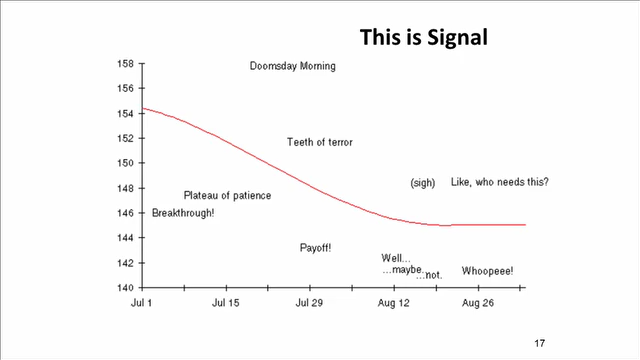 This is Signal
158
Doomsday Morning
156
154
152
Teeth of terror
150
148
(sigh) Like, who needs this?
Plateau of patience
146
Breakthrough!
144
Payoff!
142
Well...
...maybe
...not.
Whoopeee!
140
Jul 1 Jul 15 Jul 29 Aug 12 Aug 26
17